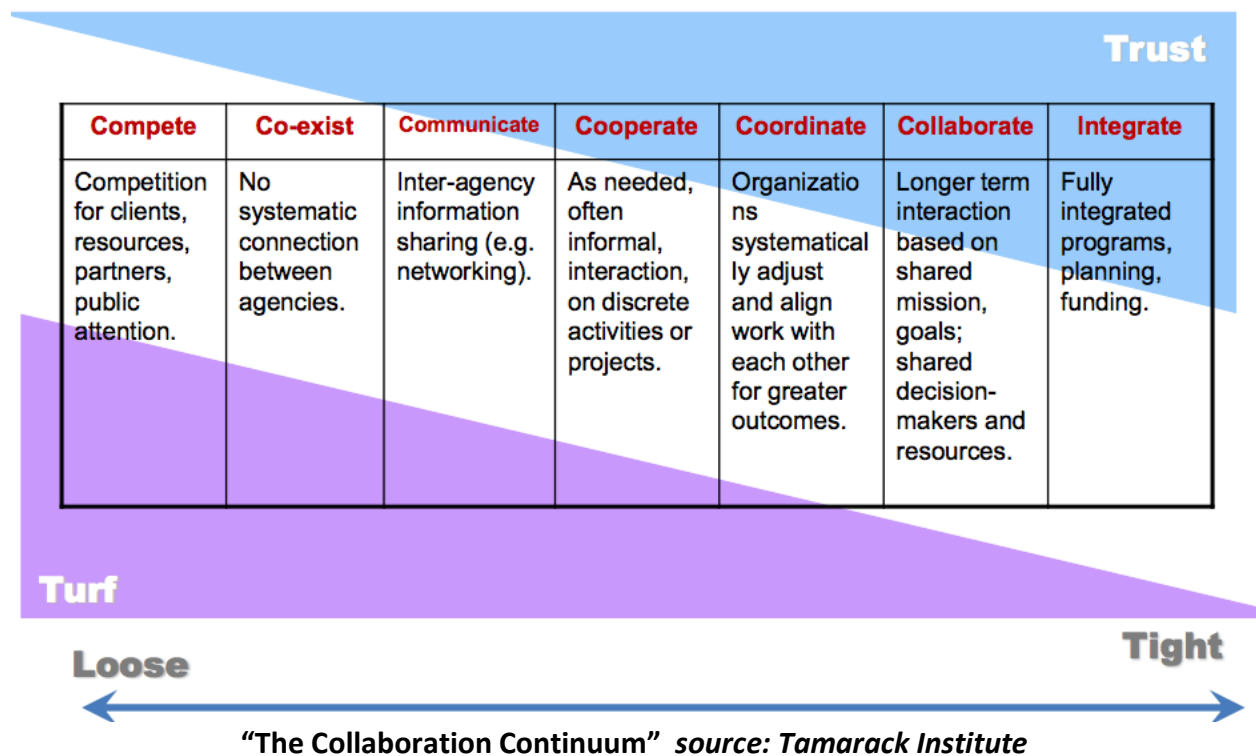 Trust
Compete
Co-exist
Communicate
Cooperate
Coordinate
Collaborate
Integrate
Competition
for clients,
resources,
partners,
public
attention.
No
systematic
connection
between
agencies.
Inter-agency
information
sharing (e.g.
networking).
As needed,
often
informal,
interaction,
on discrete
activities or
projects.
Organizatio
ns
systematical
ly adjust
and align
work with
each other
for greater
outcomes.
Longer term
interaction
based on
shared
mission,
goals;
shared
decision-
makers and
resources.
Fully
integrated
programs,
planning,
funding.
Turf
Loose
Tight
“The Collaboration Continuum” source: Tamarack Institute